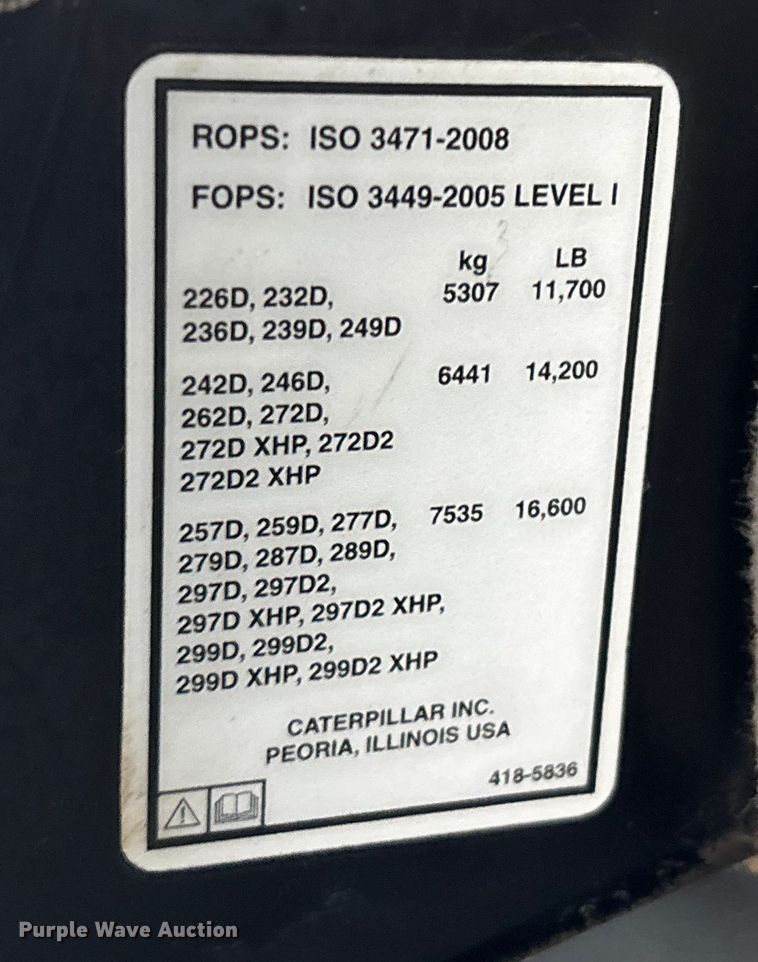 ROPS: ISO 3471-2008
FOPS: ISO 3449-2005 LEVEL I
kg LB
226D, 232D, 5307 11,700
236D, 239D, 249D
242D, 246D, 6441 14,200
262D, 272D,
272D XHP, 272D2
272D2 XHP
257D, 259D, 277D, 7535 16,600
279D, 287D, 289D,
297D, 297D2,
297D XHP, 297D2 XHP,
299D, 299D2,
299D XHP, 299D2 XHP
CATERPILLAR INC.
PEORIA, ILLINOIS USA
418-5836
Purple Wave Auction